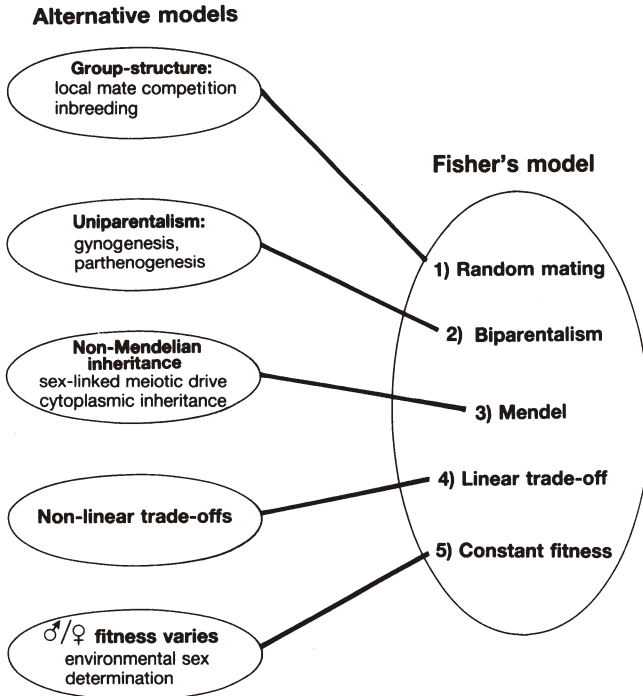 Alternative models
Group-structure:
local mate competition
inbreeding
Uniparentalism:
gynogenesis,
parthenogenesis
Non-Mendelian
inheritance
sex-linked meiotic drive
cytoplasmic inheritance
Non-linear trade-offs
♂/♀ fitness varies
environmental sex
determination
Fisher's model
1) Random mating
2) Biparentalism
3) Mendel
4) Linear trade-off
5) Constant fitness